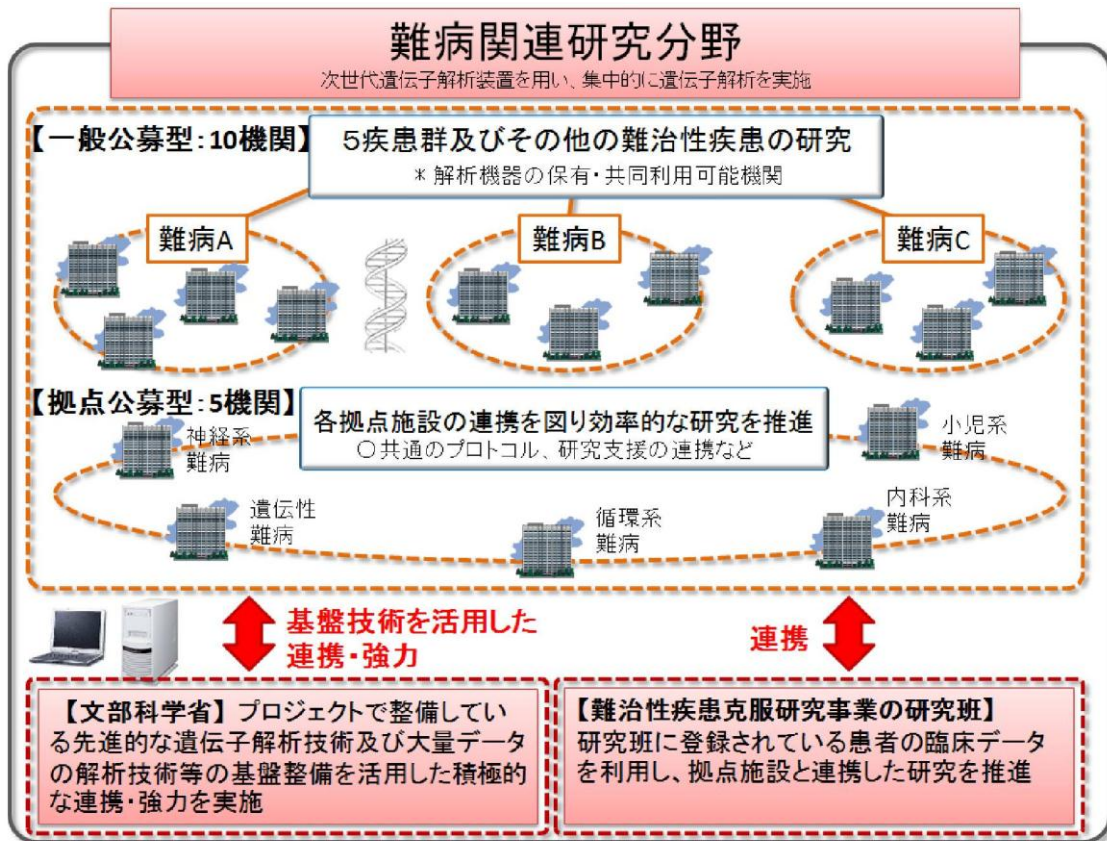 難病関連研究分野
次世代遺伝子解析装置を用い、集中的に遺伝子解析を実施
【一般公募型：10機関】
5疾患群及びその他の難治性疾患の研究
＊解析機器の保有・共同利用可能機関
難病A
難病B
難病C
【拠点公募型：5機関】
各拠点施設の連携を図り効率的な研究を推進
○共通のプロトコル、研究支援の連携など
神経系
難病
小児系
難病
遺伝性
難病
循環系
難病
内科系
難病
基盤技術を活用した
連携・強力
連携
【文部科学省】プロジェクトで整備してい
る先進的な遺伝子解析技術及び大量データ
の解析技術等の基盤整備を活用した積極的
な連携・強力を実施
【難治性疾患克服研究事業の研究班】
研究班に登録されている患者の臨床データ
を利用し、拠点施設と連携した研究を推進